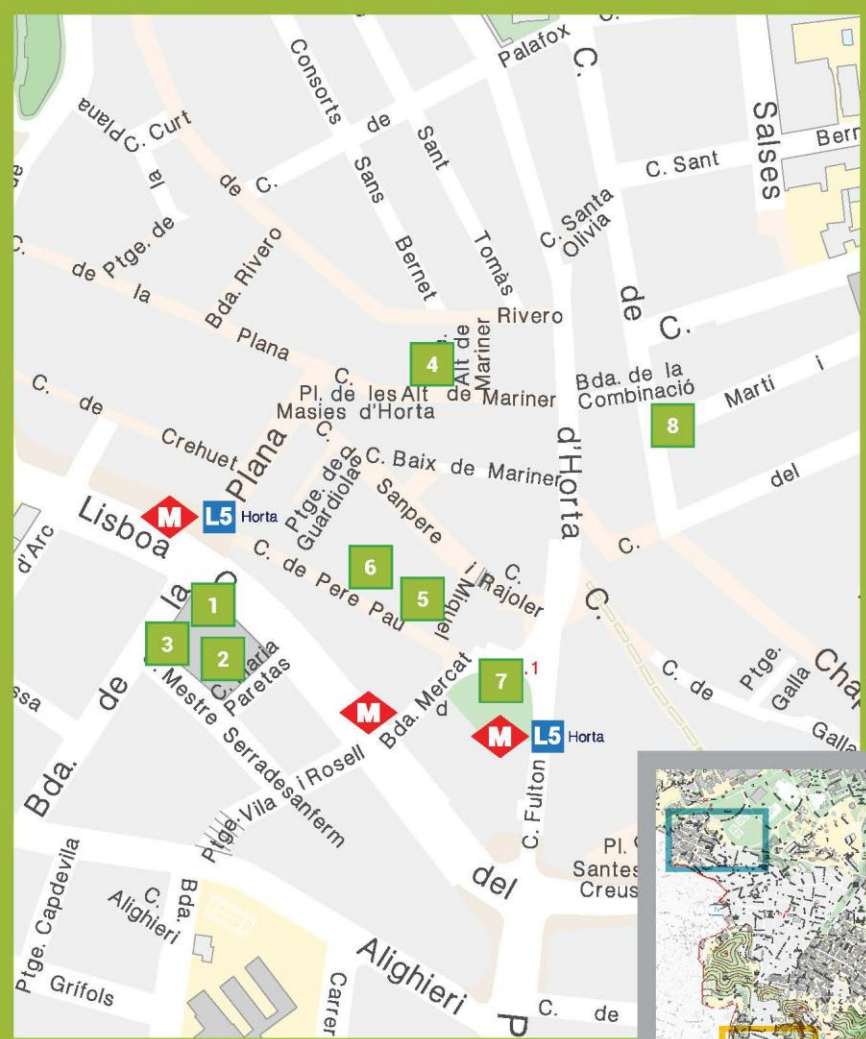 Consorts Sans Bernet
Sant Tomàs
C. de Palafox
C.
Salses
Bern
C. Sant
C. Santa
Olivia
Plana
la
Ptge. de
C. Curt
de
de
C. de la Plana
Bda. Rivero
Rivero
de
C.
4
Alt de
Mariner
Bda. de la
Combinació
C. Alt de Mariner
Pl. de les
Masies d'Horta
Martí i
8
C. de Crehuet
Plana
C. de Sanpere i Rajoler
C. Baix de Mariner
Ptge. de
Guardiola
d'Horta
del
C.
Lisboa
M
L5 Horta
d'Arc
C. de Pere Pau
6
5
Miquel
C.
C.
1
3
2
C. Maria
Paretas
C. Mestre Serradesanferm
la
de
Bda.
ssa
7
.1
Bda. Mercat
d
M
M
L5 Horta
C. de
Galla
Ptge.
Galla
Chap
Ptge. Vila i Rosell
C. Fulton
Pl.
Santes
Creus
del
P
Ptge. Capdevila
C.
Alighieri
Bda.
Alighieri
Grifols
Carrer
C. de